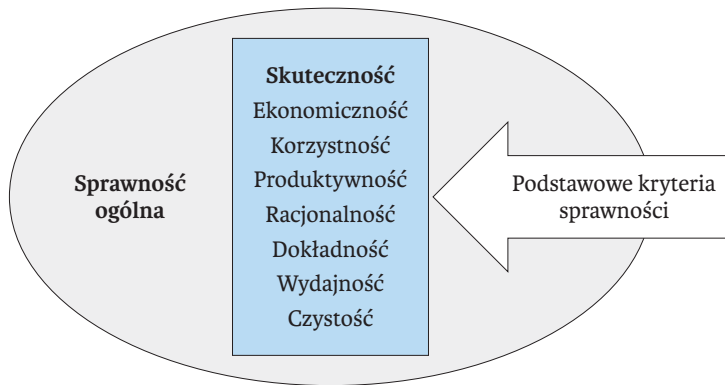 Sprawność
ogólna
Skuteczność
Ekonomiczność
Korzystność
Produktywność
Racjonalność
Dokładność
Wydajność
Czystość
Podstawowe kryteria
sprawności